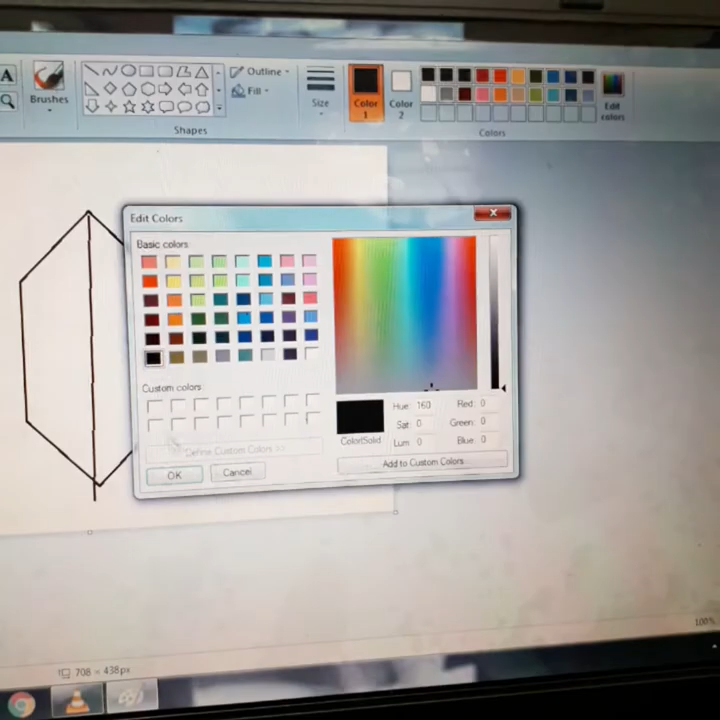 A
Brushes
Shapes
Outline
Fill
Size
Color
1
Color
2
Colors
Edit
colors
Edit Colors
Basic colors:
Custom colors:
Define Custom Colors >>
OK
Cancel
Color|Solid
Hue: 160
Sat: 0
Lum: 0
Red: 0
Green: 0
Blue: 0
Add to Custom Colors
100%
708 × 438px